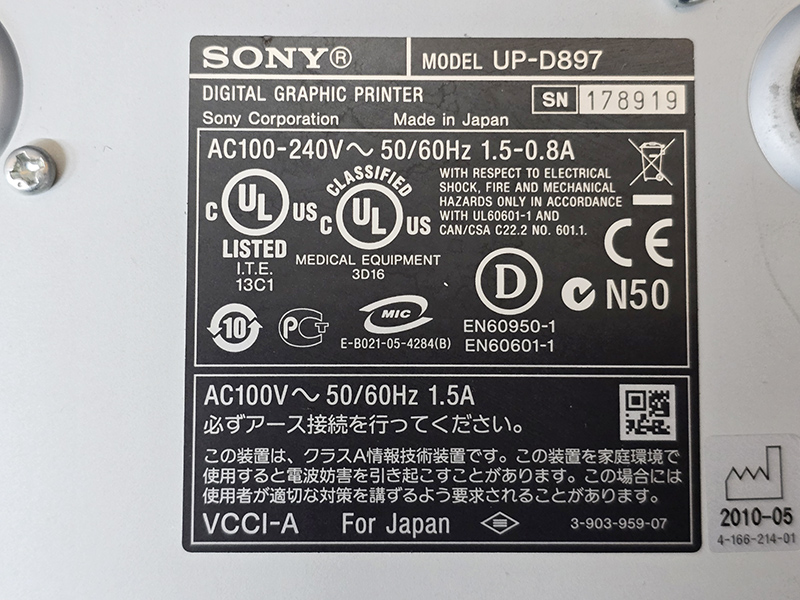 SONY® MODEL UP-D897
DIGITAL GRAPHIC PRINTER SN 178919
Sony Corporation Made in Japan
AC100-240V～ 50/60Hz 1.5-0.8A
C UL US
LISTED
I.T.E.
13C1
CLASSIFIED
C UL US
MEDICAL EQUIPMENT
3D16
WITH RESPECT TO ELECTRICAL
SHOCK, FIRE AND MECHANICAL
HAZARDS ONLY IN ACCORDANCE
WITH UL60601-1 AND
CAN/CSA C22.2 NO. 601.1.
CE
D
N50
10
PCT
MIC
E-B021-05-4284(B)
EN60950-1
EN60601-1
AC100V～ 50/60Hz 1.5A
必ずアース接続を行ってください。
この装置は、クラスA情報技術装置です。この装置を家庭環境で
使用すると電波妨害を引き起こすことがあります。この場合には
使用者が適切な対策を講ずるよう要求されることがあります。
VCCI-A For Japan 3-903-959-07
2010-05
4-166-214-01